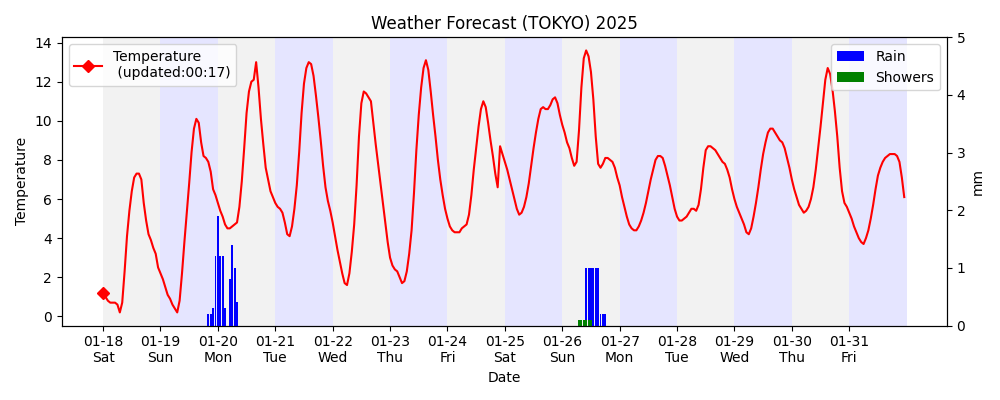 Weather Forecast (TOKYO) 2025
Temperature
(updated:00:17)
Rain
Showers
Temperature
14
12
10
8
6
4
2
0
5
4
3
2
1
0
mm
01-18 01-19 01-20 01-21 01-22 01-23 01-24 01-25 01-26 01-27 01-28 01-29 01-30 01-31
Sat Sun Mon Tue Wed Thu Fri Sat Sun Mon Tue Wed Thu Fri
Date